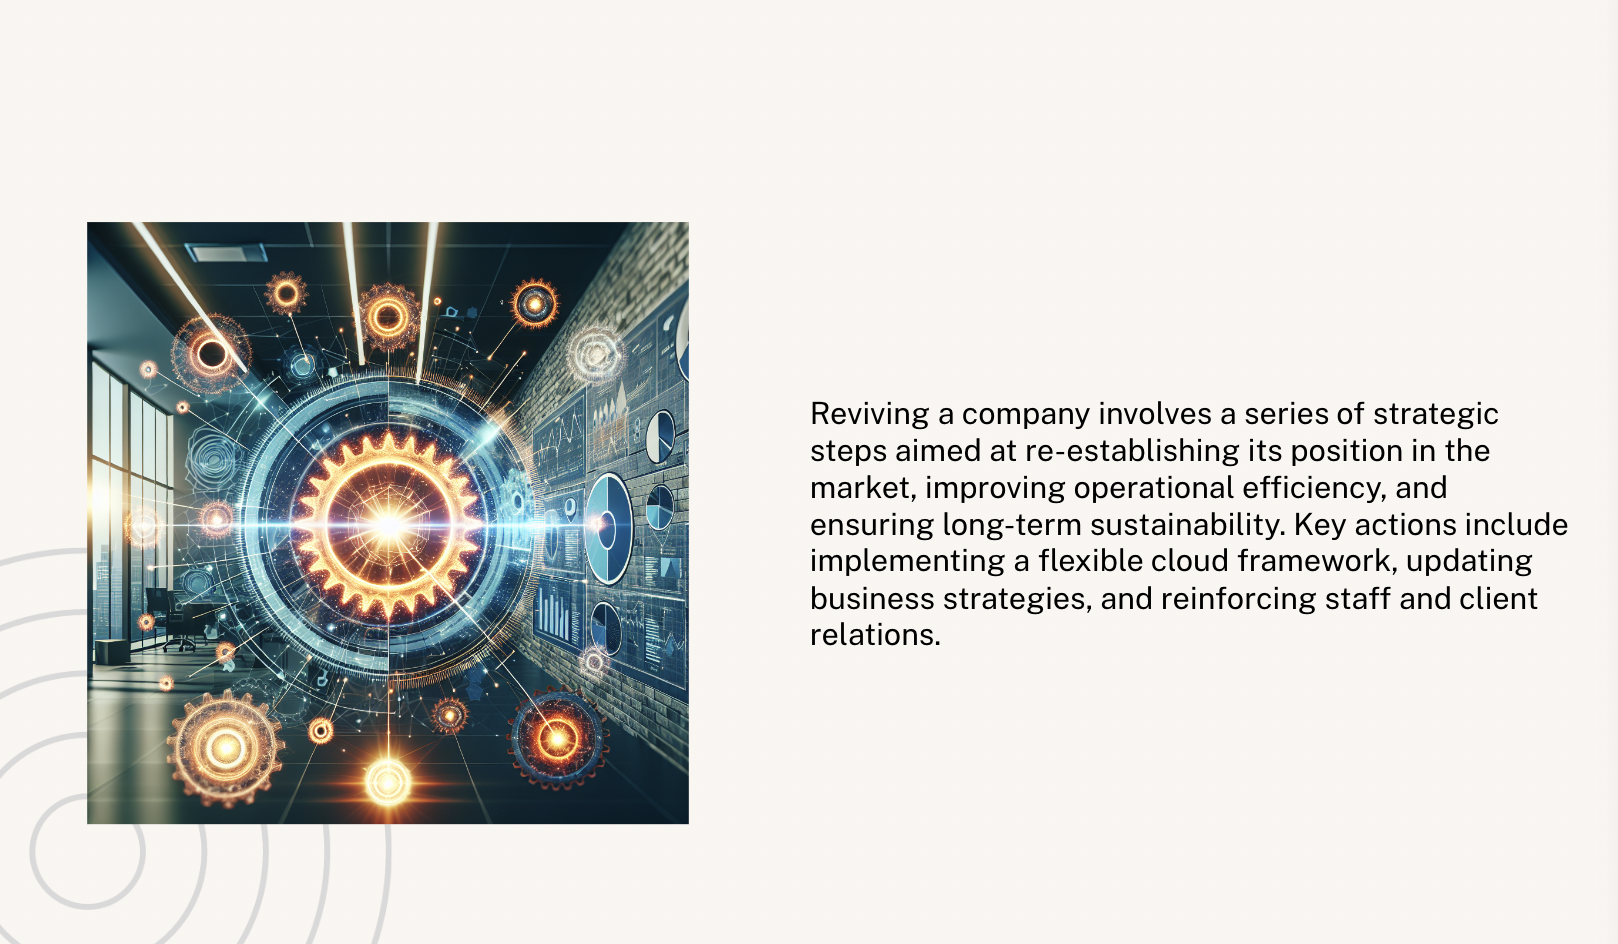 Reviving a company involves a series of strategic
steps aimed at re-establishing its position in the
market, improving operational efficiency, and
ensuring long-term sustainability. Key actions include
implementing a flexible cloud framework, updating
business strategies, and reinforcing staff and client
relations.